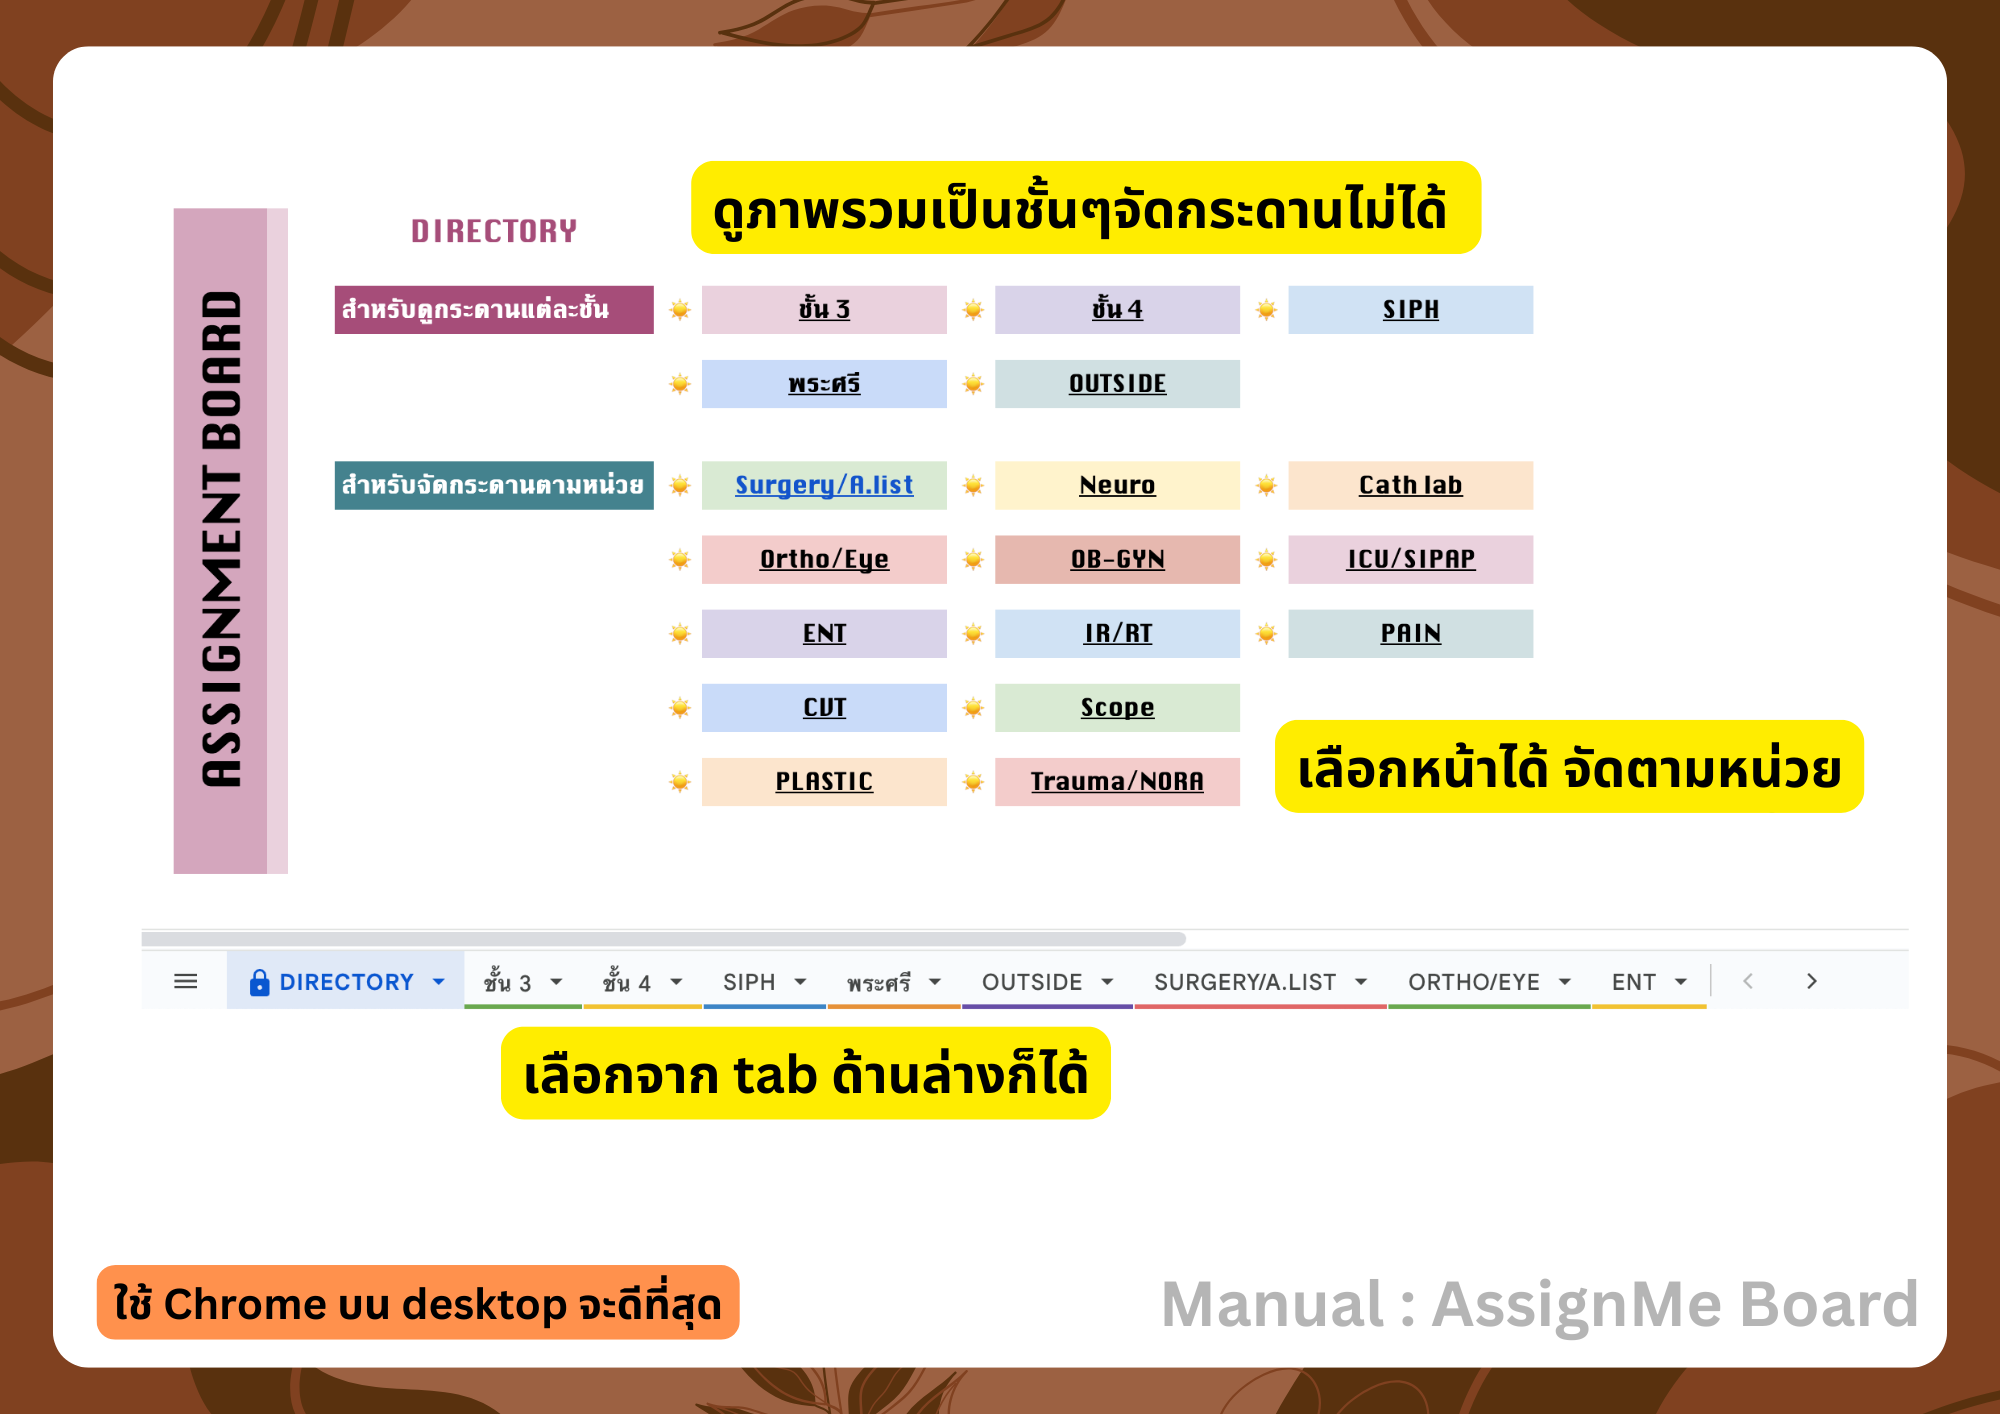 ดูภาพรวมเป็นชั้นๆจัดกระดานไม่ได้
DIRECTORY
ASSIGNMENT BOARD
สำหรับดูกระดานแต่ละชั้น
ชั้น 3
ชั้น 4
SIPH
พระศรี
OUTSIDE
สำหรับจัดกระดานตามหน่วย
Surgery/A.list
Neuro
Cath lab
Ortho/Eye
OB-GYN
ICU/SIPAP
ENT
IR/RT
PAIN
CVT
Scope
PLASTIC
Trauma/NORA
เลือกหน้าได้ จัดตามหน่วย
DIRECTORY
ชั้น 3
ชั้น 4
SIPH
พระศรี
OUTSIDE
SURGERY/A.LIST
ORTHO/EYE
ENT
เลือกจาก tab ด้านล่างก็ได้
ใช้ Chrome บน desktop จะดีที่สุด
Manual : AssignMe Board